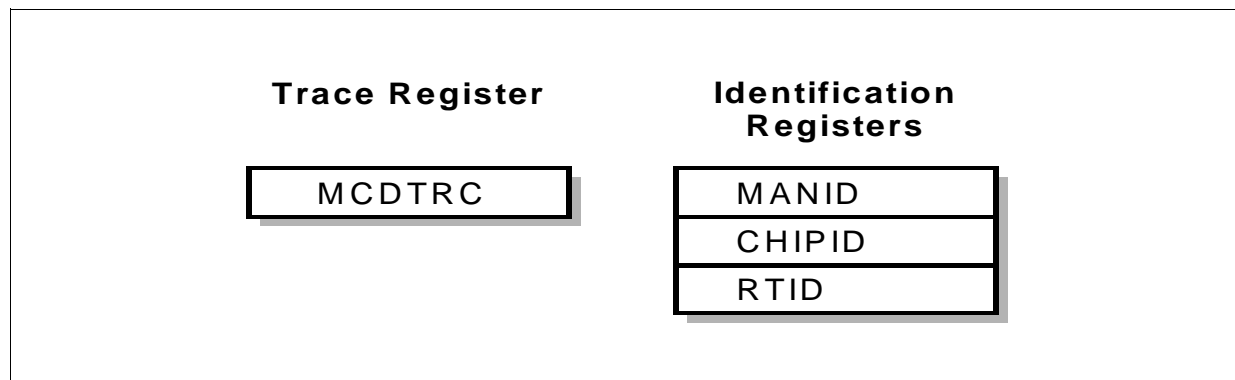 Trace Register
MCDTRC
Identification
Registers
MANID
CHIPID
RTID